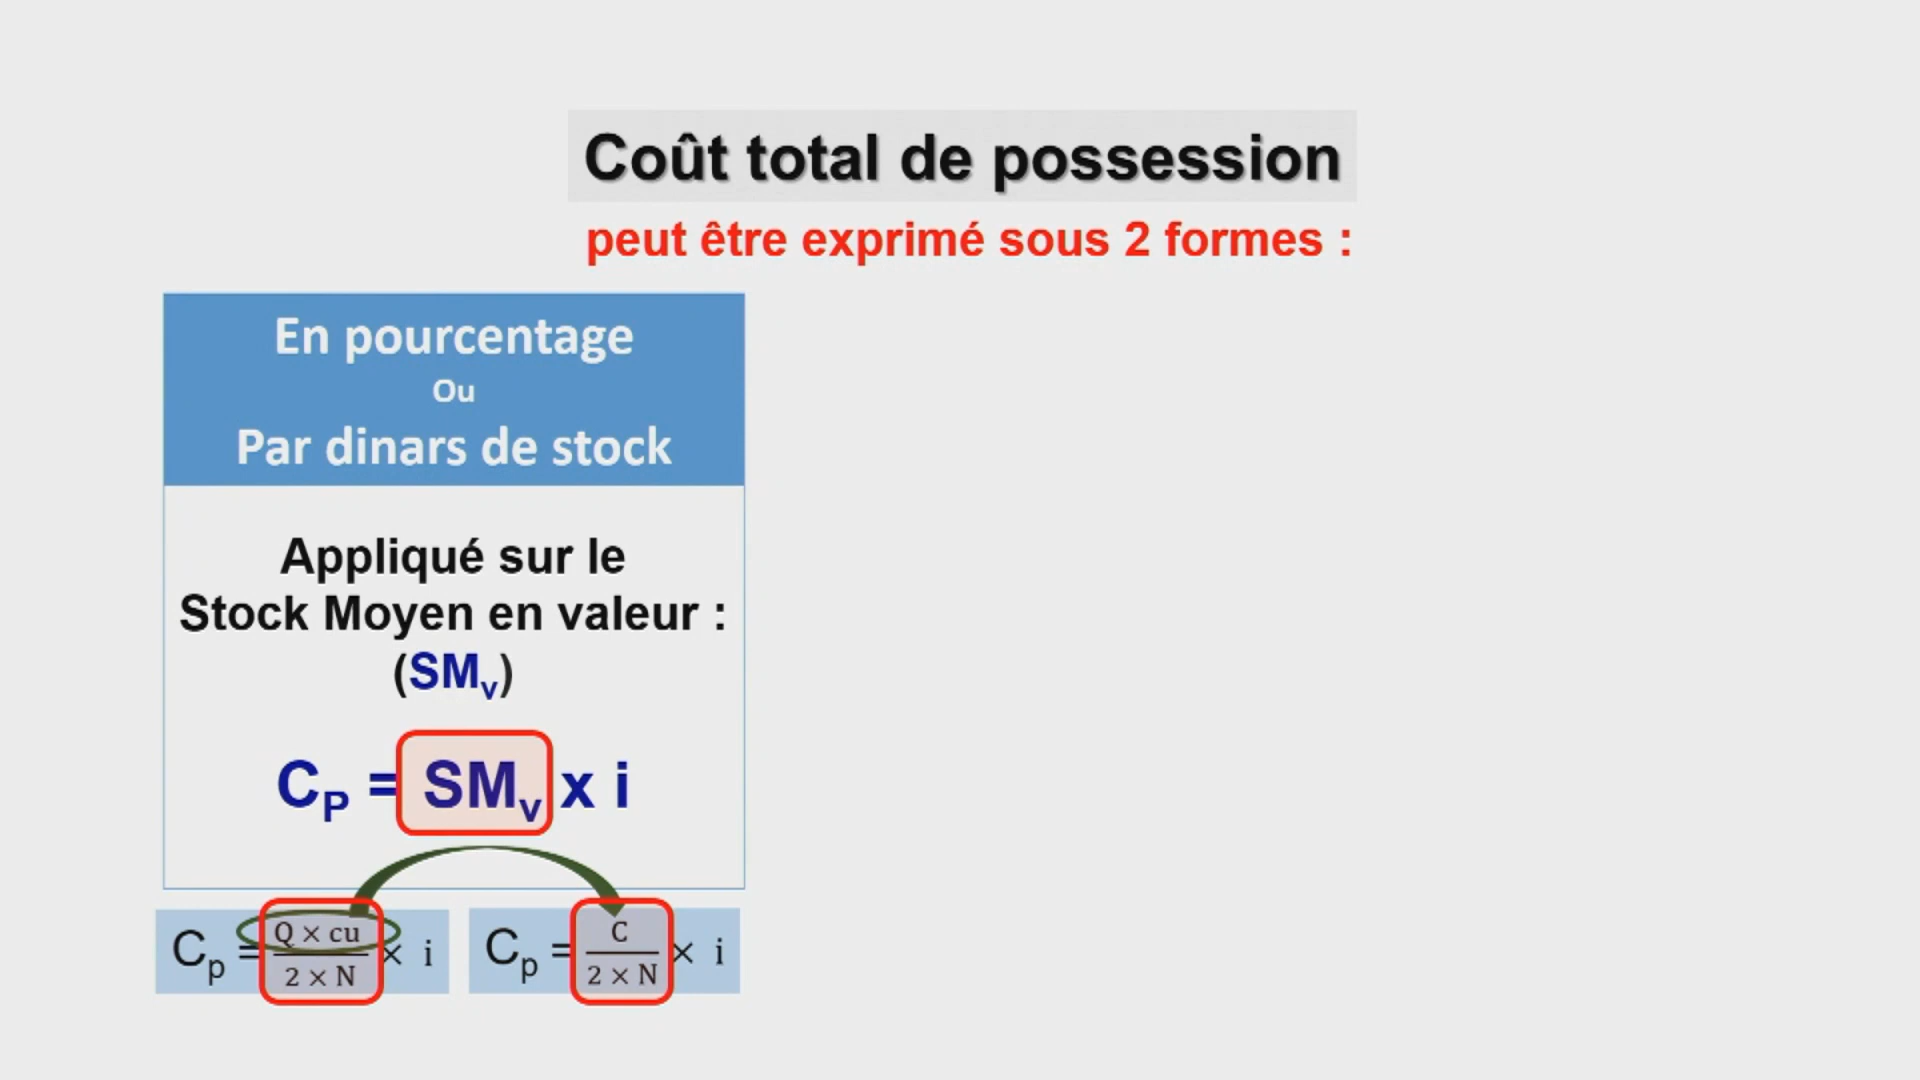 Coût total de possession
peut être exprimé sous 2 formes :
En pourcentage
Ou
Par dinars de stock
Appliqué sur le
Stock Moyen en valeur :
(SMv)
CP = SMv x i
Cp = Q × cu / 2 × N × i
Cp = C / 2 × N × i